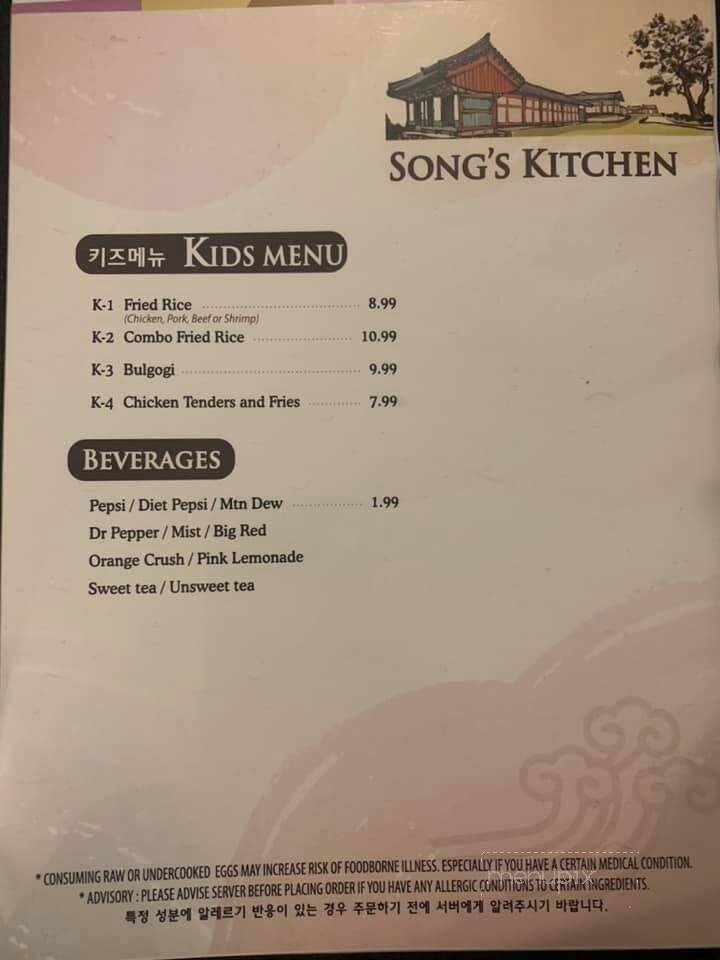 SONG'S KITCHEN
키즈메뉴 KIDS MENU
K-1 Fried Rice ........................................ 8.99
(Chicken, Pork, Beef or Shrimp)
K-2 Combo Fried Rice ......................... 10.99
K-3 Bulgogi ............................................. 9.99
K-4 Chicken Tenders and Fries ............. 7.99
BEVERAGES
Pepsi / Diet Pepsi / Mtn Dew .................. 1.99
Dr Pepper / Mist / Big Red
Orange Crush / Pink Lemonade
Sweet tea / Unsweet tea
* CONSUMING RAW OR UNDERCOOKED EGGS MAY INCREASE RISK OF FOODBORNE ILLNESS. ESPECIALLY IF YOU HAVE A CERTAIN MEDICAL CONDITION.
menupix
* ADVISORY : PLEASE ADVISE SERVER BEFORE PLACING ORDER IF YOU HAVE ANY ALLERGIC CONDITIONS TO CERTAIN INGREDIENTS.
특정 성분에 알레르기 반응이 있는 경우 주문하기 전에 서버에게 알려주시기 바랍니다.